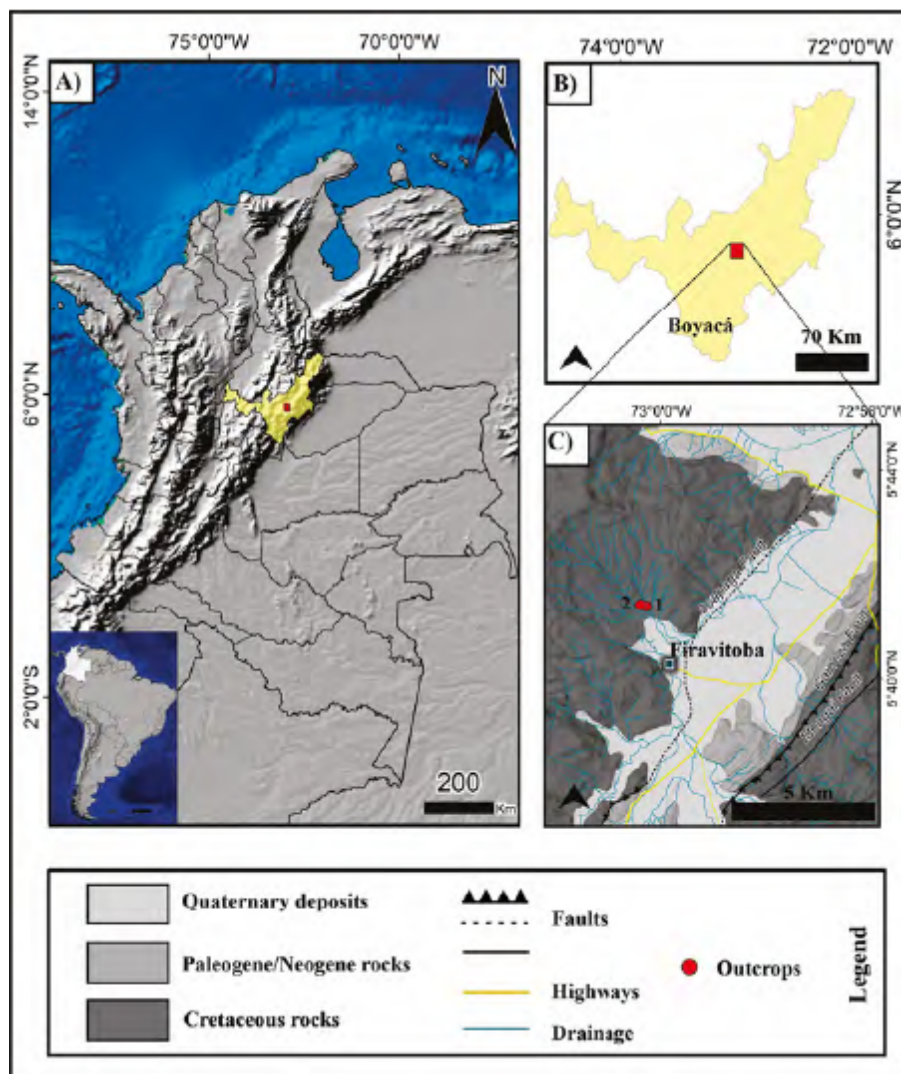 75°0'0"W
70°0'0"W
A)
N
14°0'0"N
6°0'0"N
2°0'0"S
200
Km
74°0'0"W
72°0'0"W
B)
6°0'0"N
Boyacá
70 Km
73°0'0"W
72°58'0"W
C)
5°44'0"N
2
1
Firavitoba
5°40'0"N
5 Km
Quaternary deposits
Paleogene/Neogene rocks
Cretaceous rocks
Faults
Highways
Drainage
Outcrops
Legend